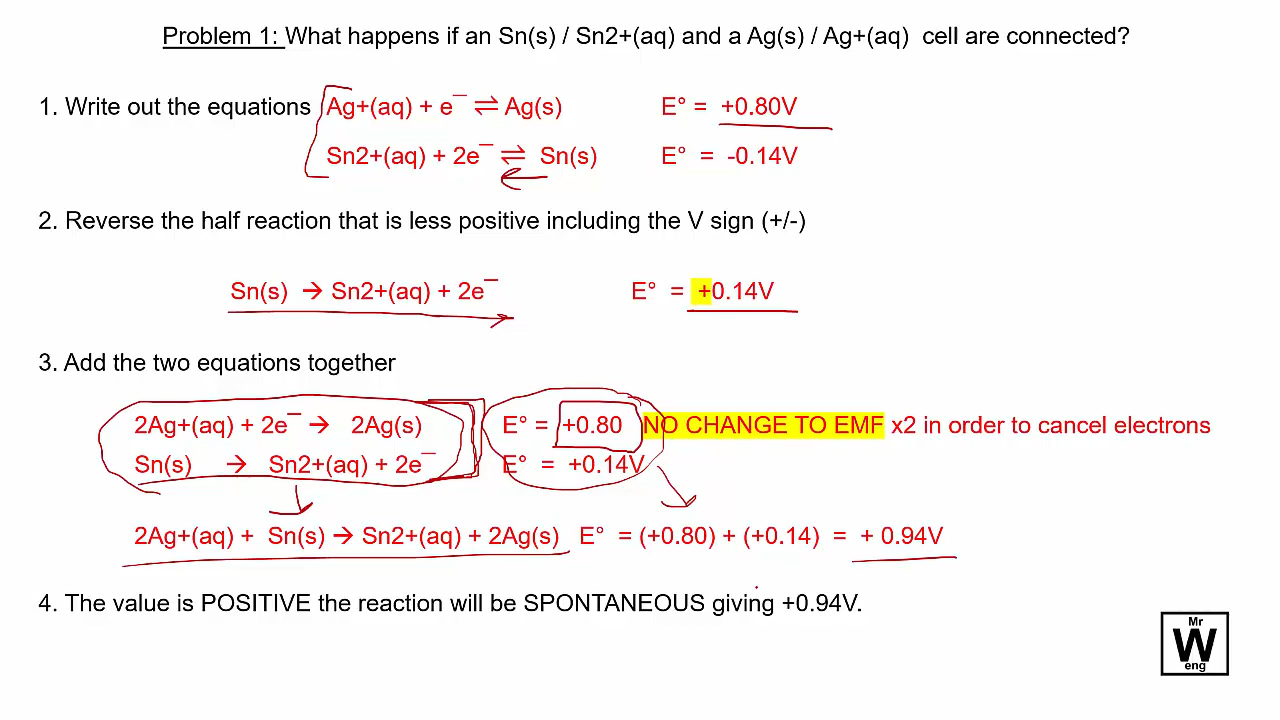 Problem 1: What happens if an Sn(s) / Sn2+(aq) and a Ag(s) / Ag+(aq) cell are connected?
1. Write out the equations Ag+(aq) + e⁻ ⇌ Ag(s) E° = +0.80V
Sn2+(aq) + 2e⁻ ⇌ Sn(s) E° = -0.14V
2. Reverse the half reaction that is less positive including the V sign (+/-)
Sn(s) → Sn2+(aq) + 2e⁻ E° = +0.14V
3. Add the two equations together
2Ag+(aq) + 2e⁻ → 2Ag(s) E° = +0.80 NO CHANGE TO EMF x2 in order to cancel electrons
Sn(s) → Sn2+(aq) + 2e⁻ E° = +0.14V
2Ag+(aq) + Sn(s) → Sn2+(aq) + 2Ag(s) E° = (+0.80) + (+0.14) = + 0.94V
4. The value is POSITIVE the reaction will be SPONTANEOUS giving +0.94V.
Mr
W
eng